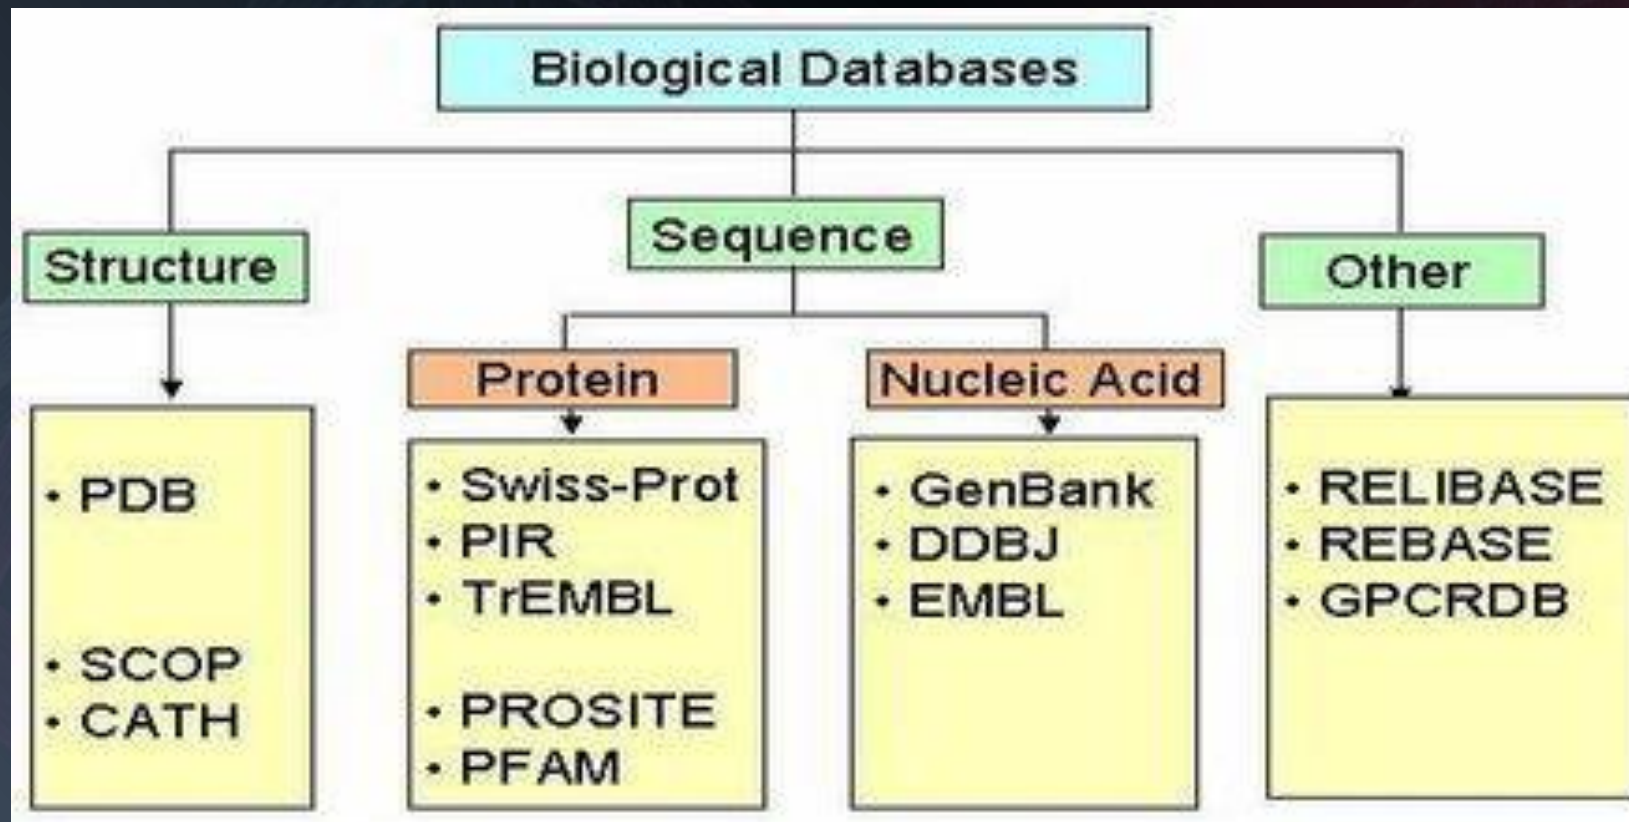 Biological Databases
Structure
Sequence
Other
Protein
Nucleic Acid
• PDB
• SCOP
• CATH
• Swiss-Prot
• PIR
• TrEMBL
• PROSITE
• PFAM
• GenBank
• DDBJ
• EMBL
• RELIBASE
• REBASE
• GPCRDB